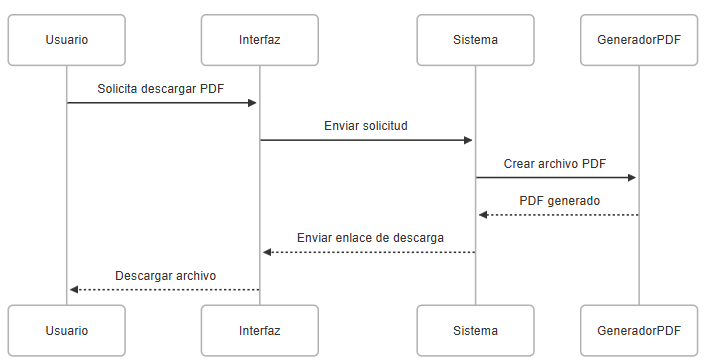 Usuario
Interfaz
Sistema
GeneradorPDF
Solicita descargar PDF
Enviar solicitud
Crear archivo PDF
PDF generado
Enviar enlace de descarga
Descargar archivo
Usuario
Interfaz
Sistema
GeneradorPDF